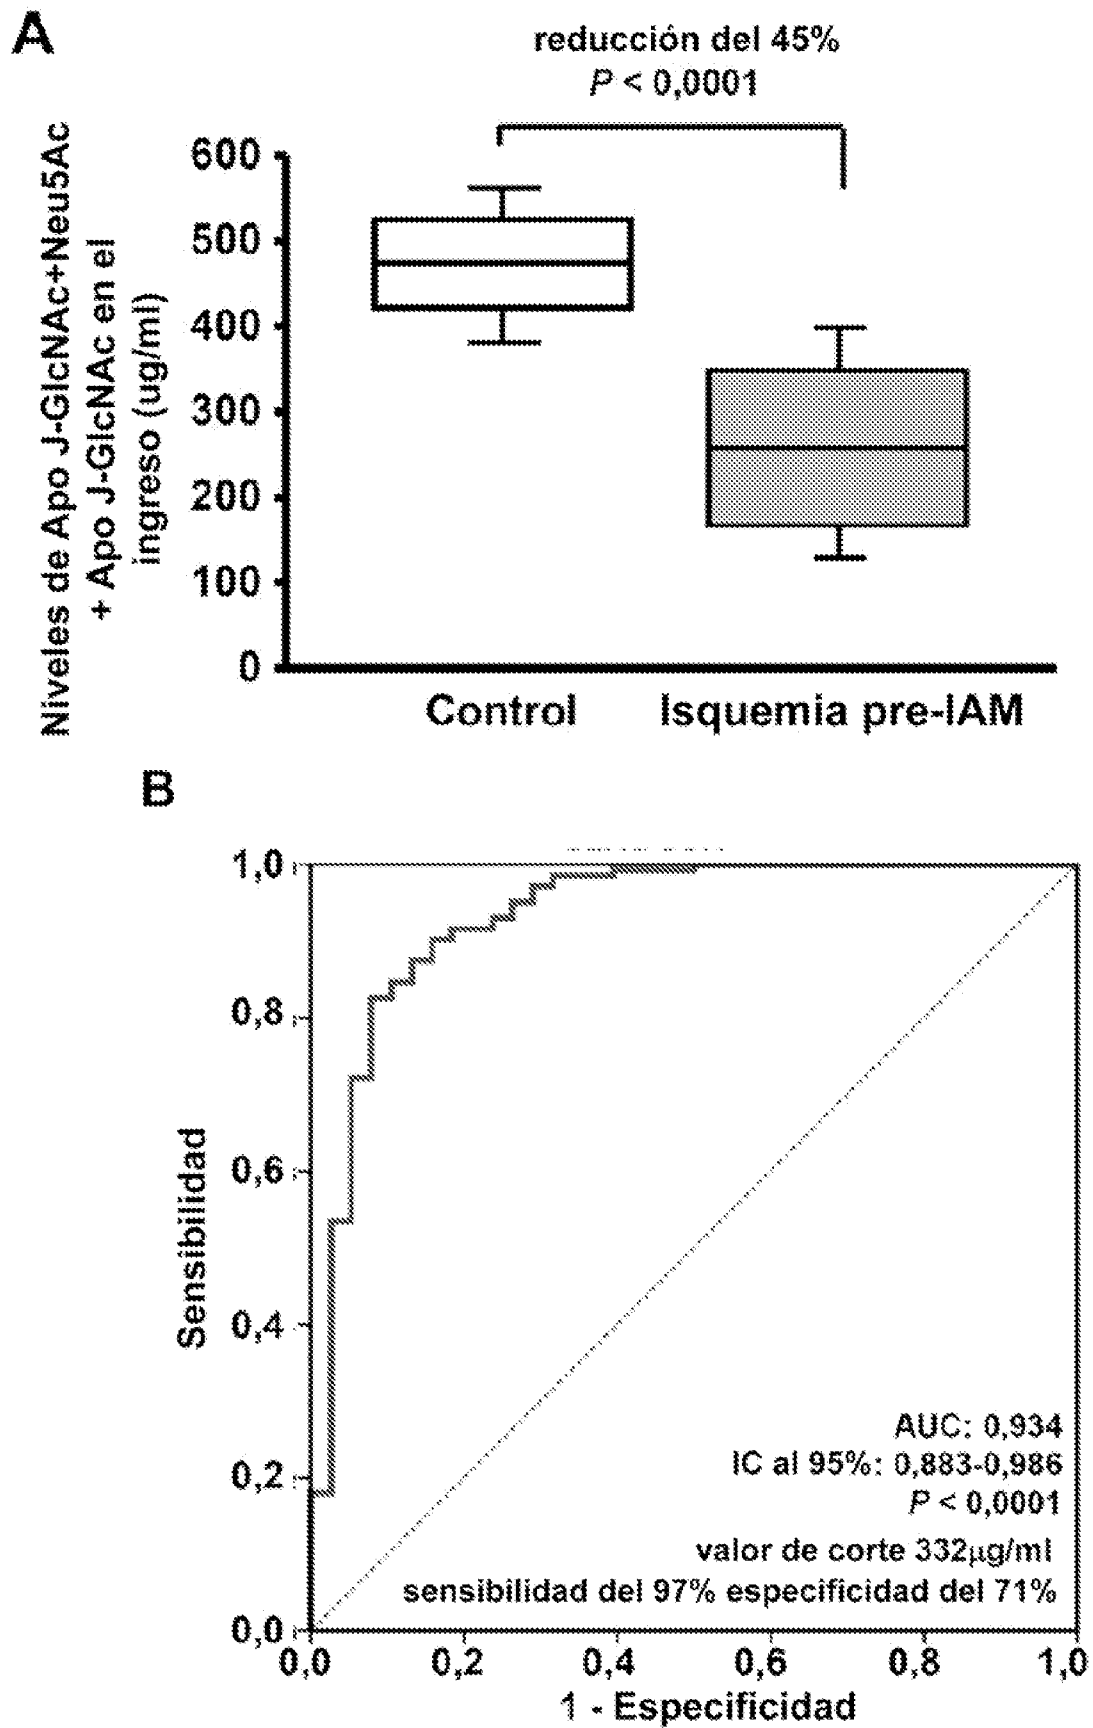 A
reducción del 45%
P < 0,0001
Niveles de Apo J-GlcNAc+Neu5Ac
+ Apo J-GlcNAc en el
ingreso (ug/ml)
600
500
400
300
200
100
0
Control
Isquemia pre-IAM
B
Sensibilidad
1,0
0,8
0,6
0,4
0,2
0,0
AUC: 0,934
IC al 95%: 0,883-0,986
P < 0,0001
valor de corte 332µg/ml
sensibilidad del 97% especificidad del 71%
0,0 0,2 0,4 0,6 0,8 1,0
1 - Especificidad